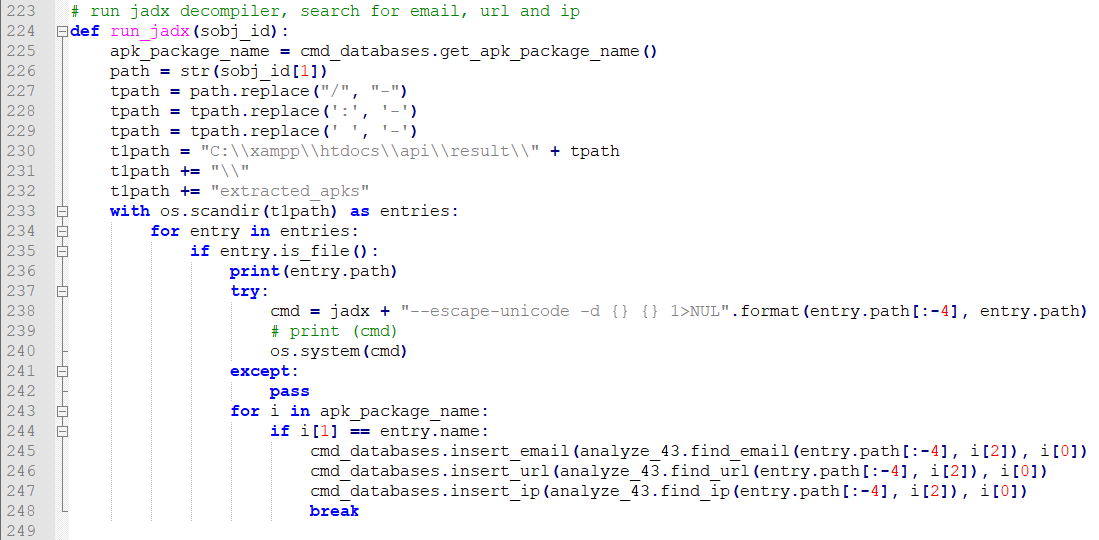 223 # run jadx decompiler, search for email, url and ip
224 def run_jadx(sobj_id):
225     apk_package_name = cmd_databases.get_apk_package_name()
226     path = str(sobj_id[1])
227     tpath = path.replace("/", "-")
228     tpath = tpath.replace(':', '-')
229     tpath = tpath.replace(' ', '-')
230     t1path = "C:\\xampp\\htdocs\\api\\result\\" + tpath
231     t1path += "\\"
232     t1path += "extracted_apks"
233     with os.scandir(t1path) as entries:
234         for entry in entries:
235             if entry.is_file():
236                 print(entry.path)
237                 try:
238                     cmd = jadx + "--escape-unicode -d {} {} 1>NUL".format(entry.path[:-4], entry.path)
239                     # print (cmd)
240                     os.system(cmd)
241                 except:
242                     pass
243                 for i in apk_package_name:
244                     if i[1] == entry.name:
245                         cmd_databases.insert_email(analyze_43.find_email(entry.path[:-4], i[2]), i[0])
246                         cmd_databases.insert_url(analyze_43.find_url(entry.path[:-4], i[2]), i[0])
247                         cmd_databases.insert_ip(analyze_43.find_ip(entry.path[:-4], i[2]), i[0])
248                         break
249